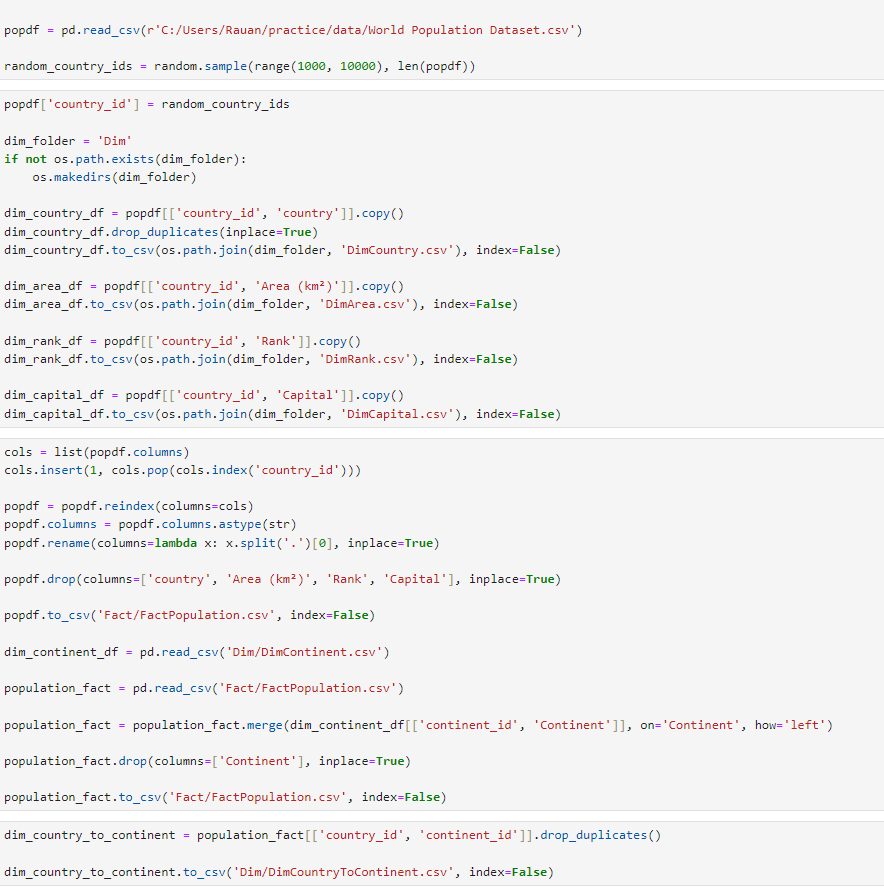 popdf = pd.read_csv(r'C:/Users/Rauan/practice/data/World Population Dataset.csv')
random_country_ids = random.sample(range(1000, 10000), len(popdf))
popdf['country_id'] = random_country_ids
dim_folder = 'Dim'
if not os.path.exists(dim_folder):
    os.makedirs(dim_folder)
dim_country_df = popdf[['country_id', 'country']].copy()
dim_country_df.drop_duplicates(inplace=True)
dim_country_df.to_csv(os.path.join(dim_folder, 'DimCountry.csv'), index=False)
dim_area_df = popdf[['country_id', 'Area (km²)']].copy()
dim_area_df.to_csv(os.path.join(dim_folder, 'DimArea.csv'), index=False)
dim_rank_df = popdf[['country_id', 'Rank']].copy()
dim_rank_df.to_csv(os.path.join(dim_folder, 'DimRank.csv'), index=False)
dim_capital_df = popdf[['country_id', 'Capital']].copy()
dim_capital_df.to_csv(os.path.join(dim_folder, 'DimCapital.csv'), index=False)
cols = list(popdf.columns)
cols.insert(1, cols.pop(cols.index('country_id')))
popdf = popdf.reindex(columns=cols)
popdf.columns = popdf.columns.astype(str)
popdf.rename(columns=lambda x: x.split('.')[0], inplace=True)
popdf.drop(columns=['country', 'Area (km²)', 'Rank', 'Capital'], inplace=True)
popdf.to_csv('Fact/FactPopulation.csv', index=False)
dim_continent_df = pd.read_csv('Dim/DimContinent.csv')
population_fact = pd.read_csv('Fact/FactPopulation.csv')
population_fact = population_fact.merge(dim_continent_df[['continent_id', 'Continent']], on='Continent', how='left')
population_fact.drop(columns=['Continent'], inplace=True)
population_fact.to_csv('Fact/FactPopulation.csv', index=False)
dim_country_to_continent = population_fact[['country_id', 'continent_id']].drop_duplicates()
dim_country_to_continent.to_csv('Dim/DimCountryToContinent.csv', index=False)